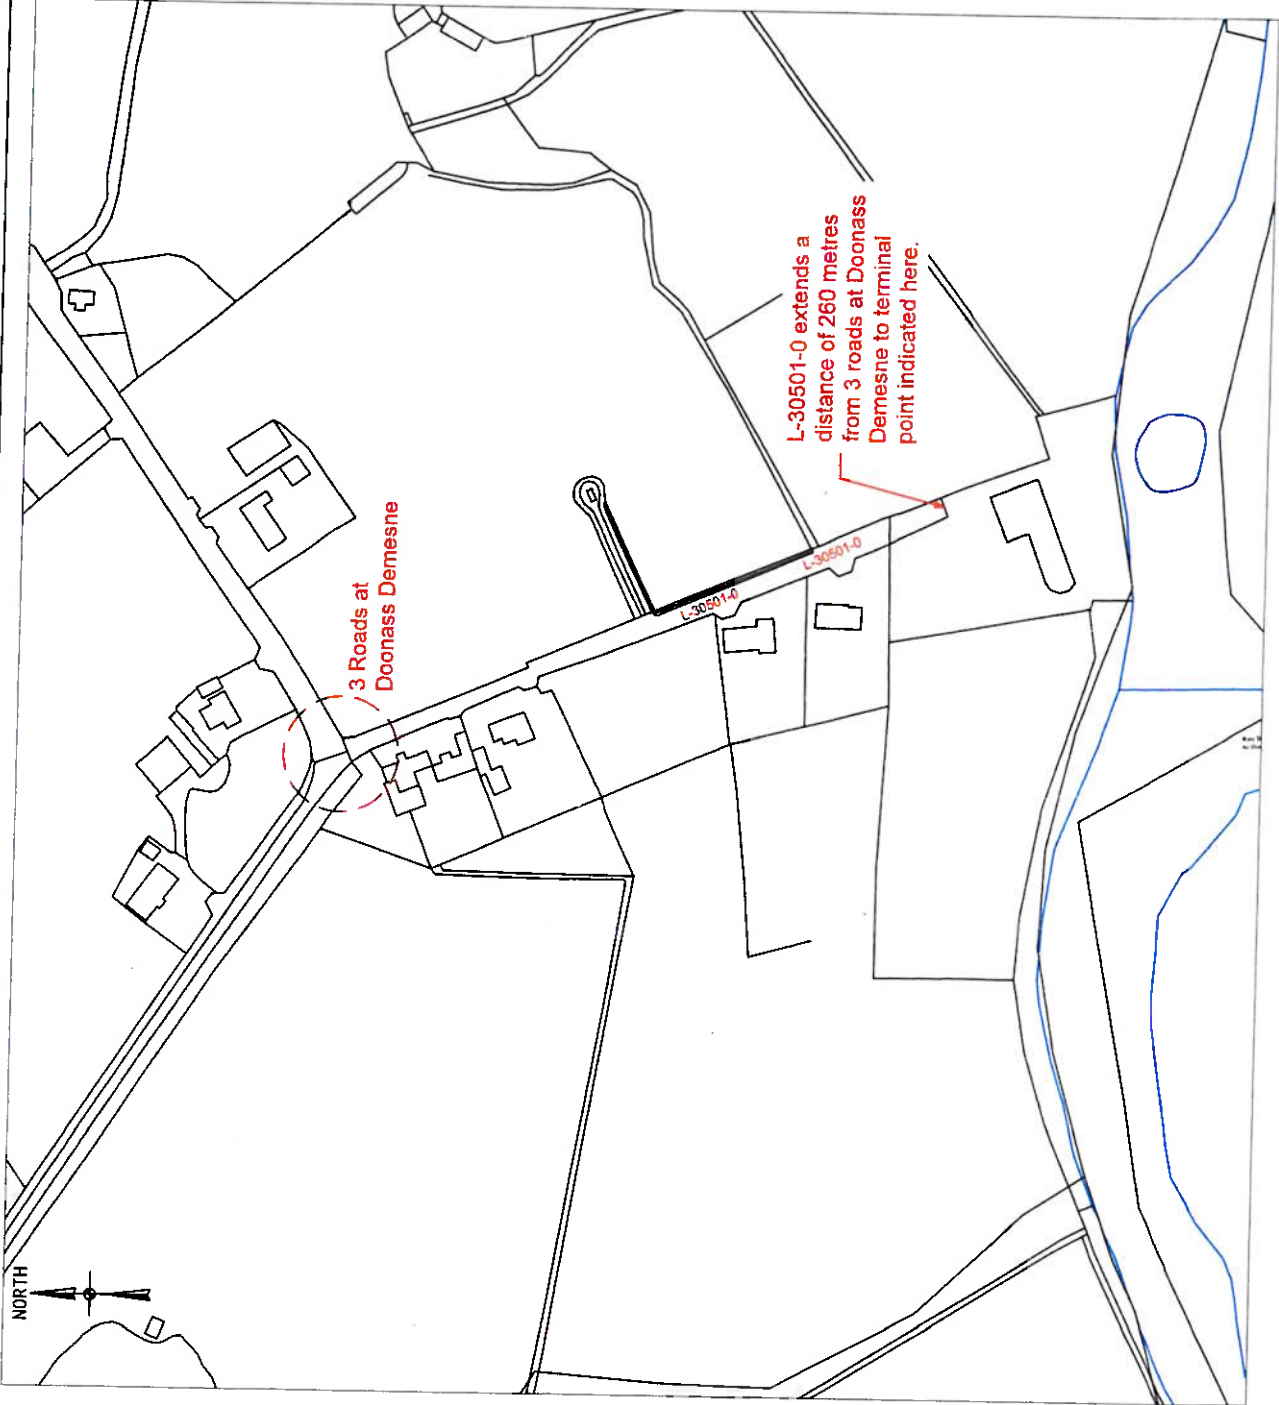 NORTH
3 Roads at
Doonass Demesne
L-30501-0
L-30501-0
L-30501-0 extends a
distance of 260 metres
from 3 roads at Doonass
Demesne to terminal
point indicated here.